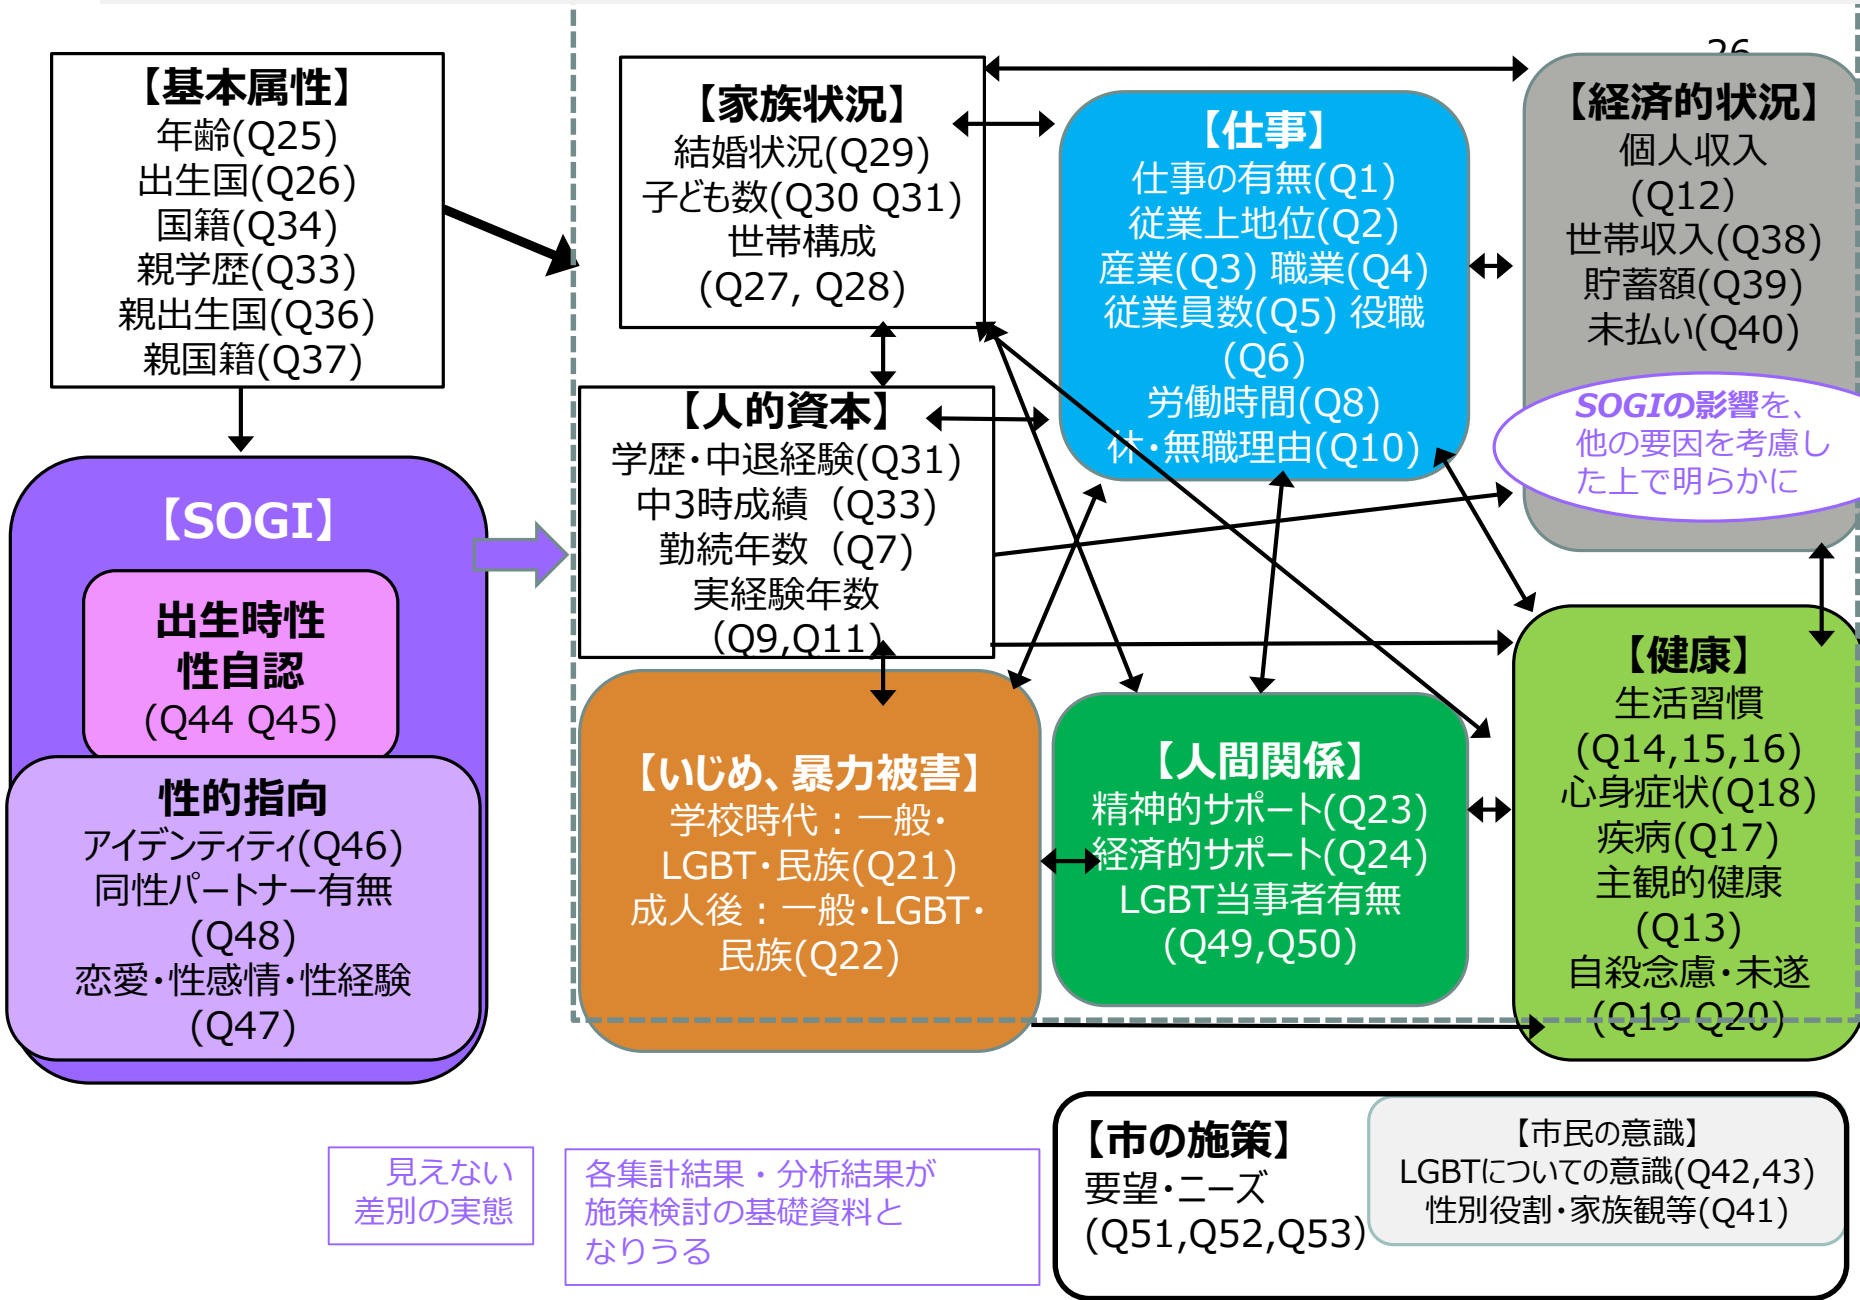 26
【基本属性】
年齢(Q25)
出生国(Q26)
国籍(Q34)
親学歴(Q33)
親出生国(Q36)
親国籍(Q37)
【家族状況】
結婚状況(Q29)
子ども数(Q30 Q31)
世帯構成
(Q27, Q28)
【仕事】
仕事の有無(Q1)
従業上地位(Q2)
産業(Q3) 職業(Q4)
従業員数(Q5) 役職
(Q6)
労働時間(Q8)
休・無職理由(Q10)
【経済的状況】
個人収入
(Q12)
世帯収入(Q38)
貯蓄額(Q39)
未払い(Q40)
SOGIの影響を、
他の要因を考慮し
た上で明らかに
【人的資本】
学歴・中退経験(Q31)
中3時成績（Q33)
勤続年数（Q7)
実経験年数
（Q9,Q11)
【SOGI】
出生時性
性自認
(Q44 Q45)
性的指向
アイデンティティ(Q46)
同性パートナー有無
(Q48)
恋愛・性感情・性経験
(Q47)
【いじめ、暴力被害】
学校時代：一般・
LGBT・民族(Q21)
成人後：一般・LGBT・
民族(Q22)
【人間関係】
精神的サポート(Q23)
経済的サポート(Q24)
LGBT当事者有無
(Q49,Q50)
【健康】
生活習慣
(Q14,15,16)
心身症状(Q18)
疾病(Q17)
主観的健康
(Q13)
自殺念慮・未遂
(Q19 Q20)
見えない
差別の実態
各集計結果・分析結果が
施策検討の基礎資料と
なりうる
【市の施策】
要望・ニーズ
(Q51,Q52,Q53)
【市民の意識】
LGBTについての意識(Q42,43)
性別役割・家族観等(Q41)